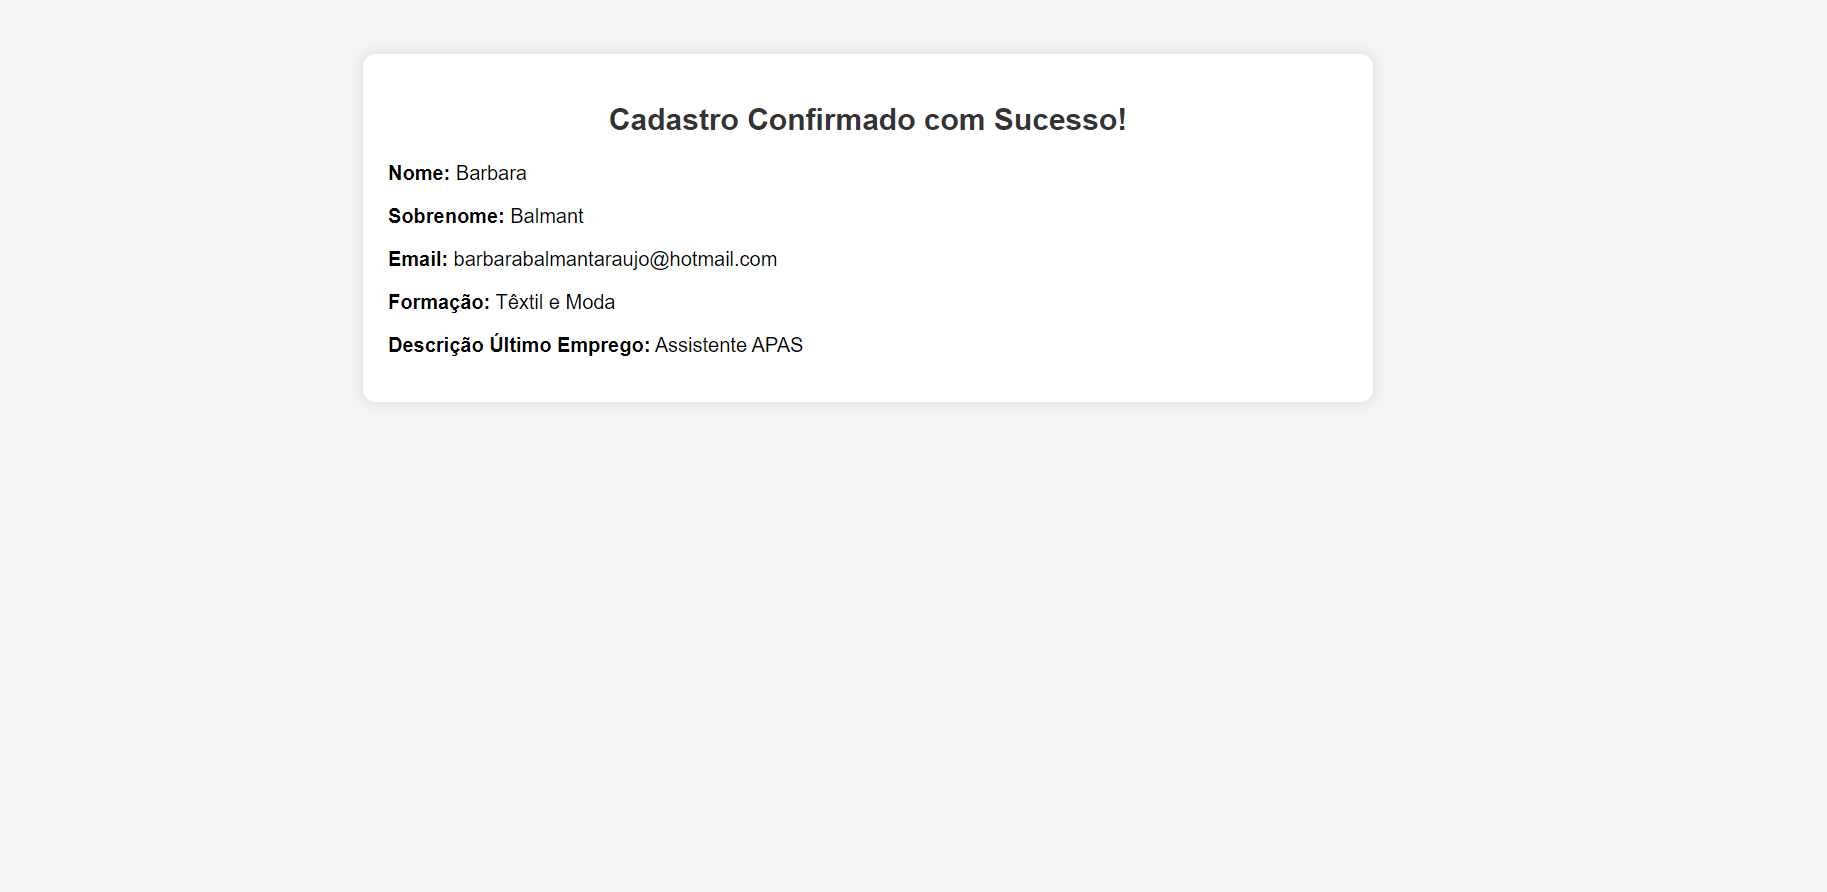 Cadastro Confirmado com Sucesso!
Nome: Barbara
Sobrenome: Balmant
Email: barbarabalmantaraujo@hotmail.com
Formação: Têxtil e Moda
Descrição Último Emprego: Assistente APAS